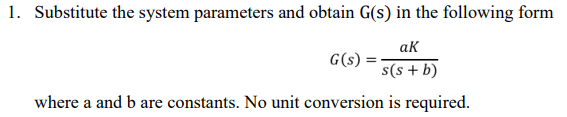 1. Substitute the system parameters and obtain G(s) in the following form
G(s) = aK / s(s + b)
where a and b are constants. No unit conversion is required.